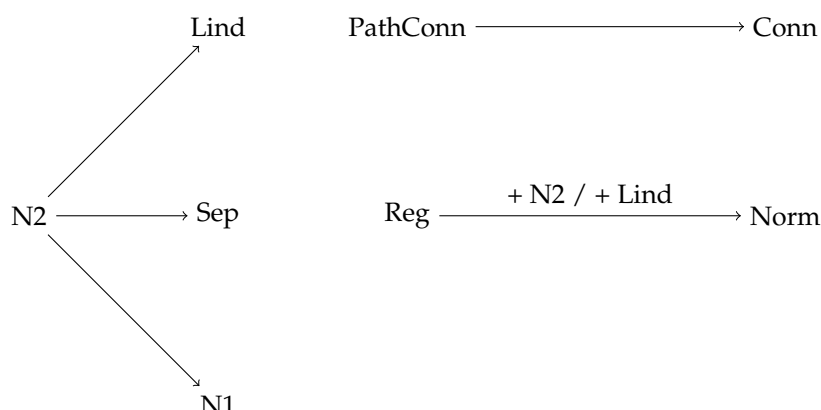 Lind PathConn Conn
+ N2 / + Lind
N2 Sep Reg Norm
N1